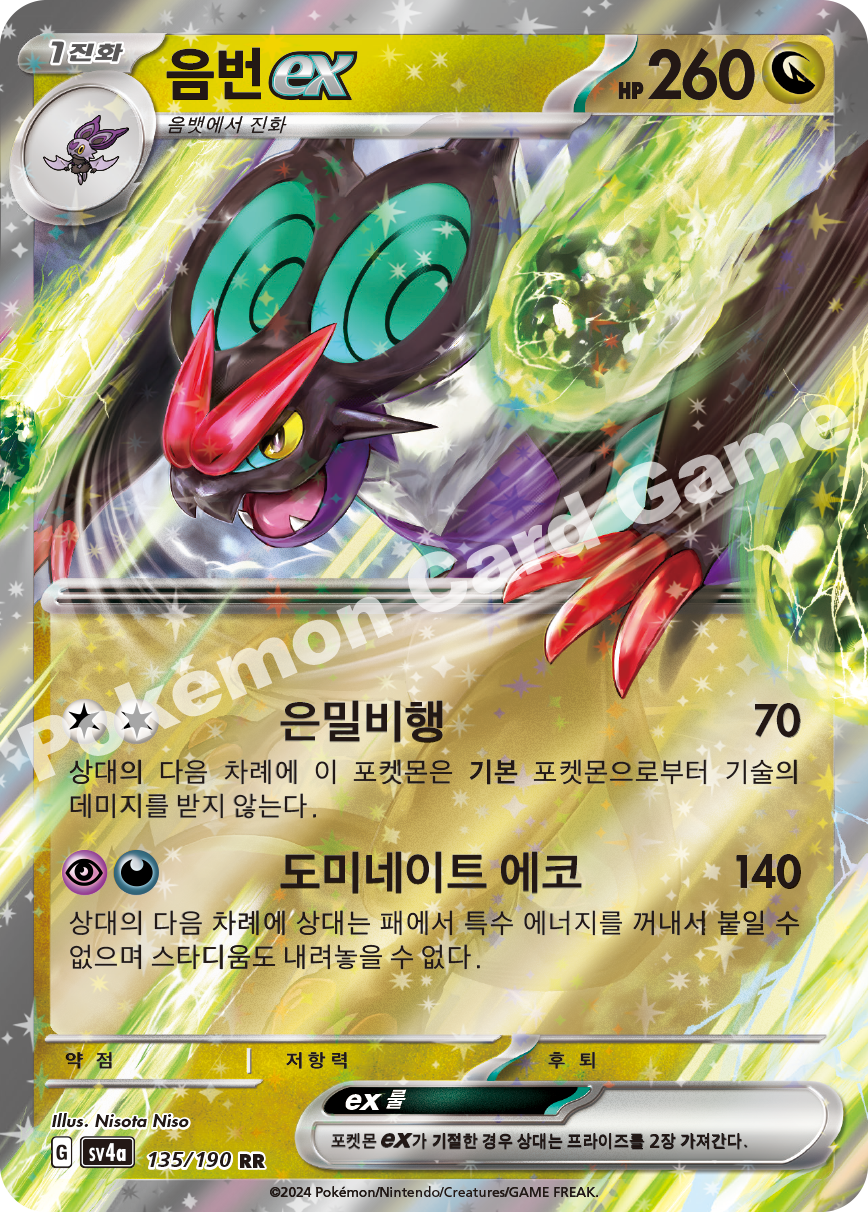 1진화
음번 ex
HP 260
음뱃에서 진화
Pokémon Card Game
은밀비행 70
상대의 다음 차례에 이 포켓몬은 기본 포켓몬으로부터 기술의
데미지를 받지 않는다.
도미네이트 에코 140
상대의 다음 차례에 상대는 패에서 특수 에너지를 꺼내서 붙일 수
없으며 스타디움도 내려놓을 수 없다.
약점 저항력 후퇴
ex룰
포켓몬 ex가 기절한 경우 상대는 프라이즈를 2장 가져간다.
Illus. Nisota Niso
G sv4a 135/190 RR
©2024 Pokémon/Nintendo/Creatures/GAME FREAK.